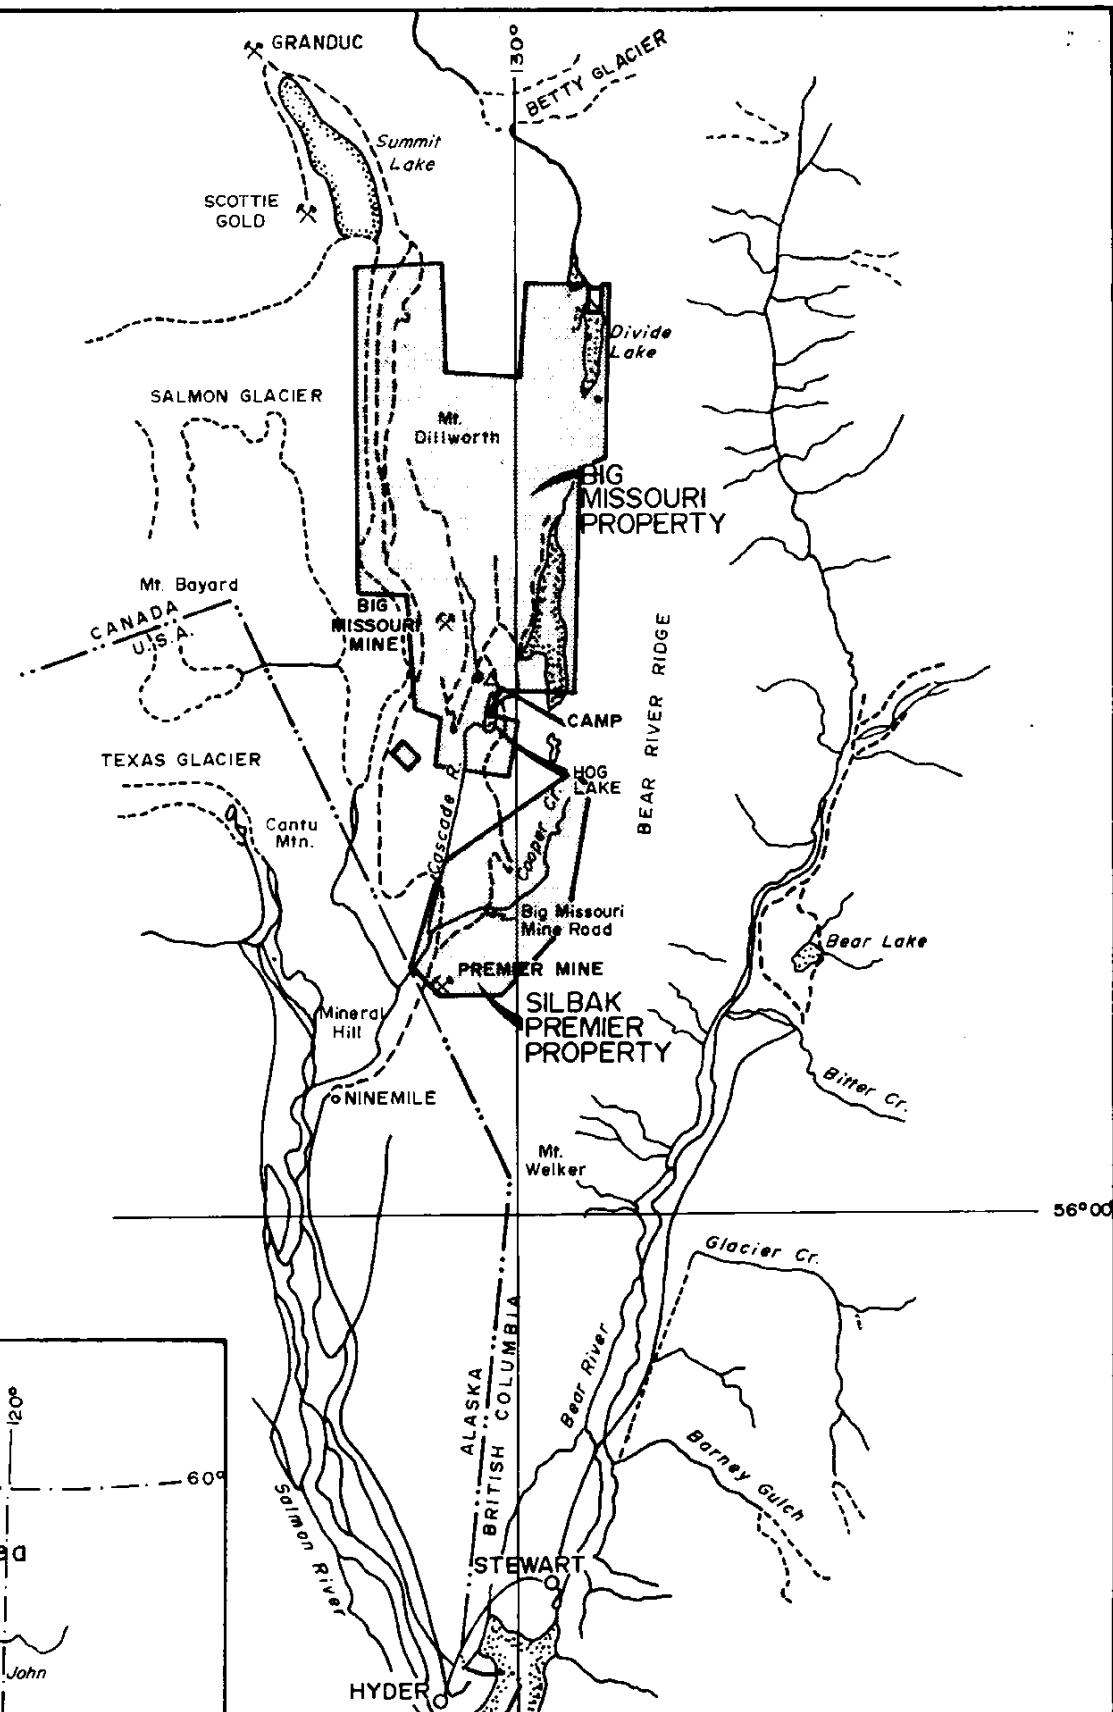 GRANDUC
130°
BETTY GLACIER
Summit
Lake
SCOTTIE
GOLD
Divide
Lake
SALMON GLACIER
Mt.
Dillworth
BIG
MISSOURI
PROPERTY
Mt. Bayard
CANADA
U.S.A.
BIG
MISSOURI
MINE
BEAR RIVER RIDGE
CAMP
TEXAS GLACIER
HOG
LAKE
Cascade R.
Cooper Cr.
Cantu
Mtn.
Big Missouri
Mine Road
Bear Lake
PREMIER MINE
SILBAK
PREMIER
PROPERTY
Mineral
Hill
Bitter Cr.
NINEMILE
Mt.
Welker
56°00
Glacier Cr.
ALASKA
BRITISH COLUMBIA
Bear River
120°
60°
Barney Gulch
Salmon River
STEWART
John
HYDER